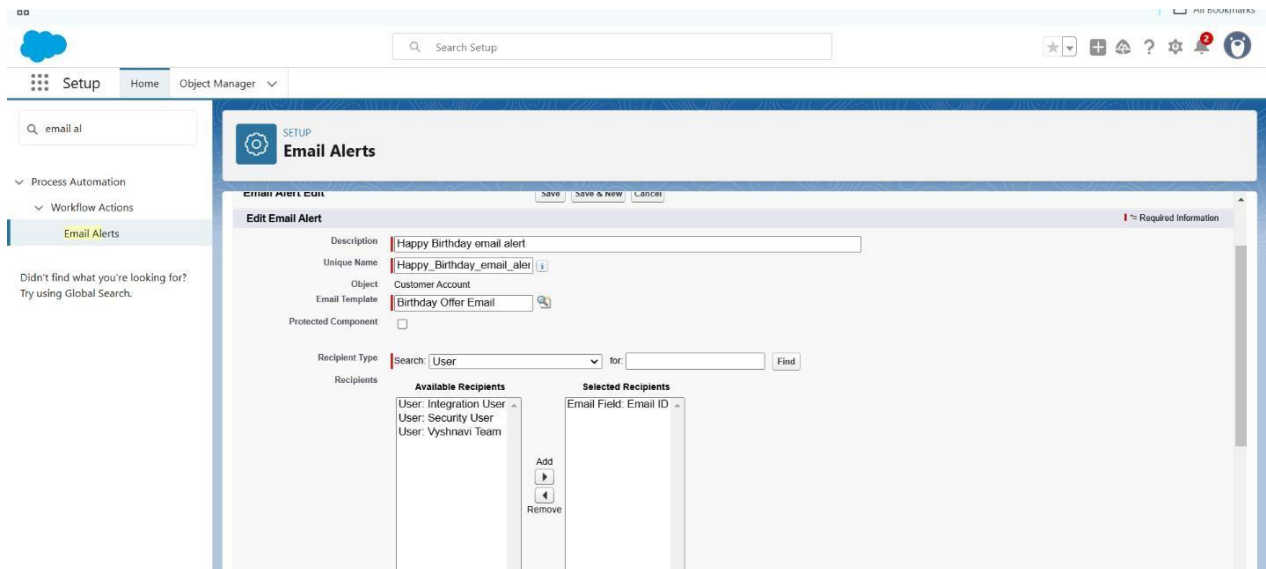 All Bookmarks
Search Setup
2
Setup Home Object Manager
email al
SETUP
Email Alerts
Process Automation
Workflow Actions
Email Alerts
Didn't find what you're looking for?
Try using Global Search.
Email Alert Edit Save Save & New Cancel
Edit Email Alert = Required Information
Description Happy Birthday email alert
Unique Name Happy_Birthday_email_aler i
Object Customer Account
Email Template Birthday Offer Email
Protected Component
Recipient Type Search: User for: Find
Recipients
Available Recipients Selected Recipients
User: Integration User Email Field: Email ID
User: Security User
User: Vyshnavi Team
Add
Remove